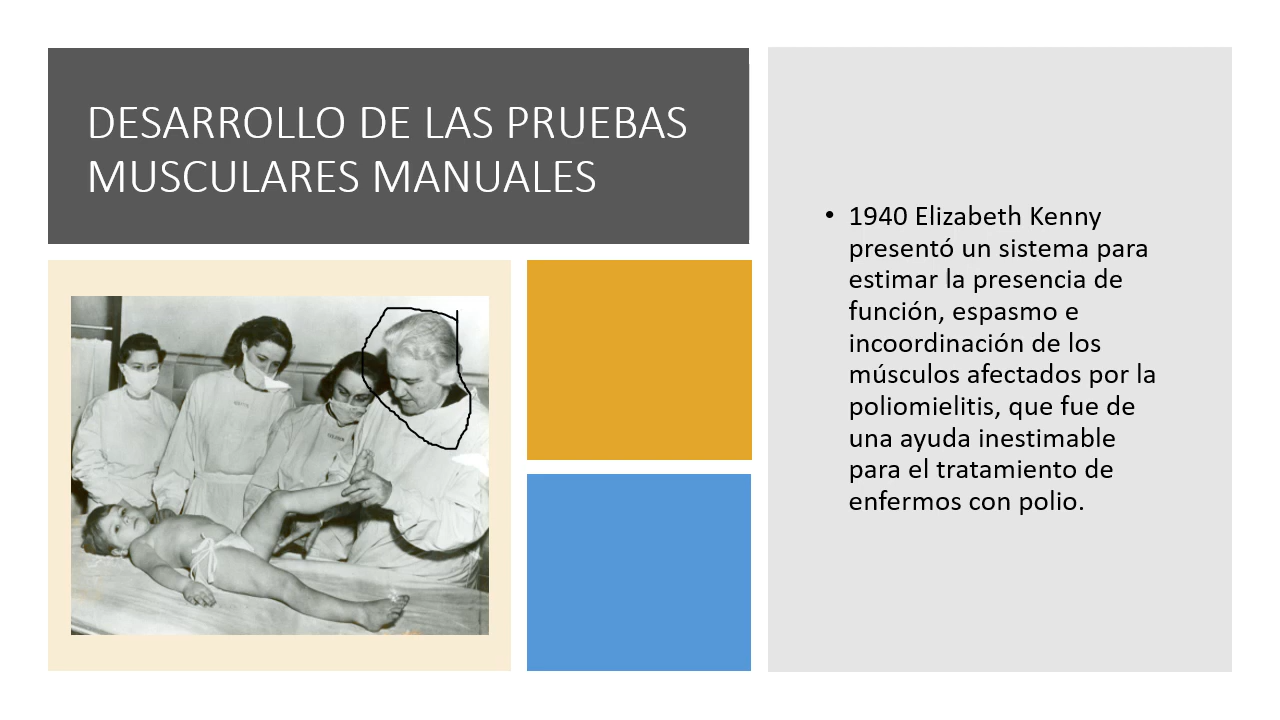 DESARROLLO DE LAS PRUEBAS
MUSCULARES MANUALES
• 1940 Elizabeth Kenny
presentó un sistema para
estimar la presencia de
función, espasmo e
incoordinación de los
músculos afectados por la
poliomielitis, que fue de
una ayuda inestimable
para el tratamiento de
enfermos con polio.